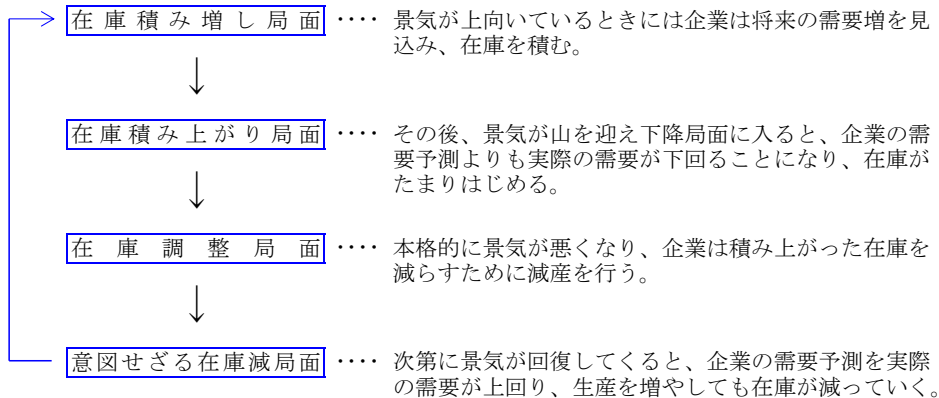 在庫積み増し局面 ‥‥ 景気が上向いているときには企業は将来の需要増を見
込み、在庫を積む。
↓
在庫積み上がり局面 ‥‥ その後、景気が山を迎え下降局面に入ると、企業の需
要予測よりも実際の需要が下回ることになり、在庫が
たまりはじめる。
↓
在庫調整局面 ‥‥ 本格的に景気が悪くなり、企業は積み上がった在庫を
減らすために減産を行う。
↓
意図せざる在庫減局面 ‥‥ 次第に景気が回復してくると、企業の需要予測を実際
の需要が上回り、生産を増やしても在庫が減っていく。